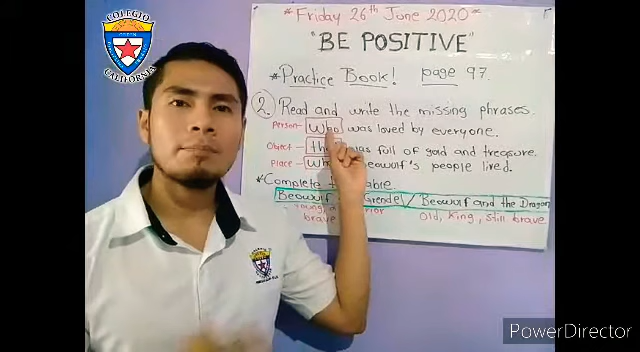 COLEGIO
CALIFORNIA
* Friday 26th June 2020 *
"BE POSITIVE"
* Practice Book! page 97.
2. Read and write the missing phrases.
Person- Who was loved by everyone.
Object- was full of gold and treasure.
Place- Beowulf's people lived.
* Complete
Beowulf Grendel / Beowulf and the Dragon
brave Old, King, still brave
PowerDirector